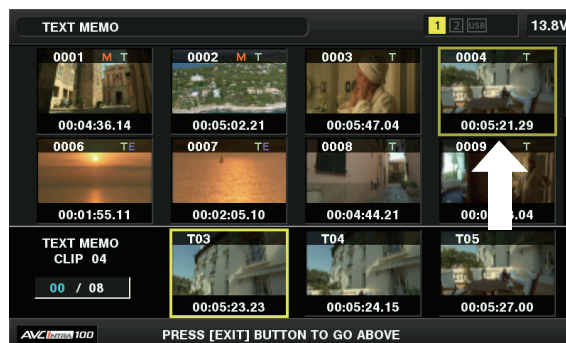 TEXT MEMO
1 2 USB 13.8V
0001 M T
0002 M T
0003 T
0004 T
00:04:36.14
00:05:02.21
00:05:47.04
00:05:21.29
0006 TE
0007 TE
0008 T
0009 T
00:01:55.11
00:02:05.10
00:04:44.21
TEXT MEMO
CLIP 04
00 / 08
T03
T04
T05
00:05:23.23
00:05:24.15
00:05:27.00
AVC INTRA 100
PRESS [EXIT] BUTTON TO GO ABOVE